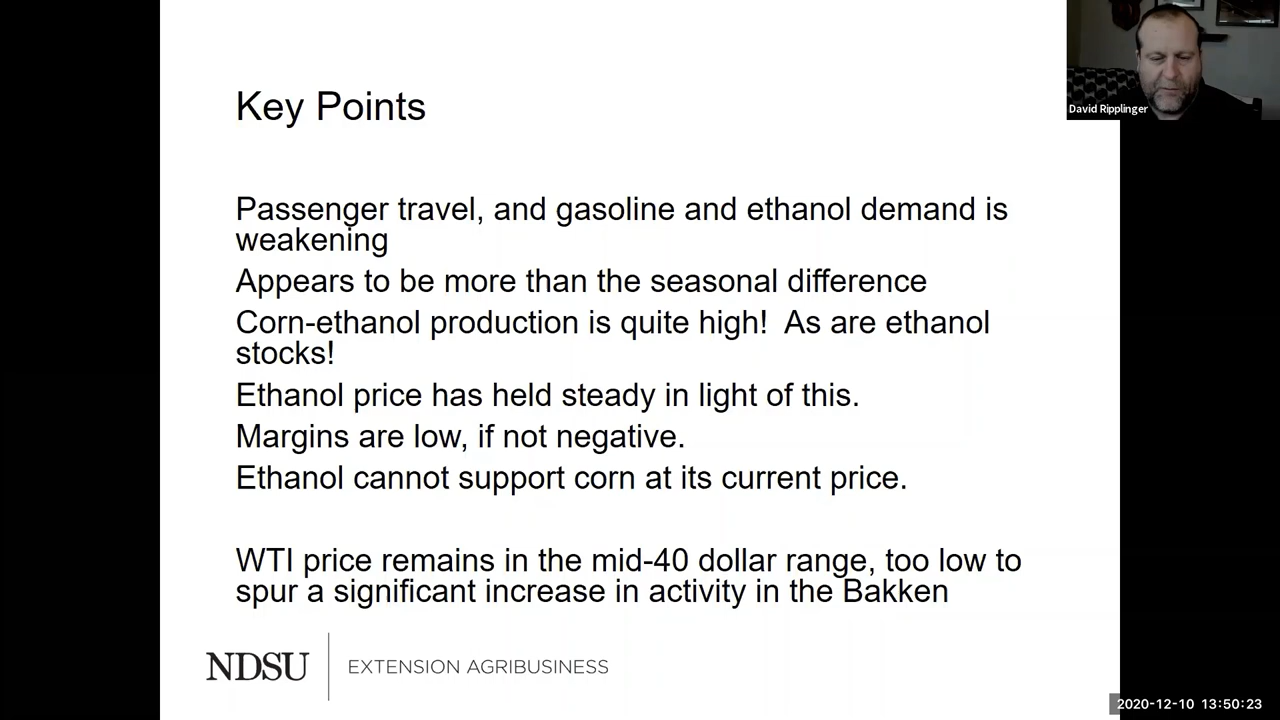 Key Points
David Ripplinger
Passenger travel, and gasoline and ethanol demand is
weakening
Appears to be more than the seasonal difference
Corn-ethanol production is quite high!  As are ethanol
stocks!
Ethanol price has held steady in light of this.
Margins are low, if not negative.
Ethanol cannot support corn at its current price.
WTI price remains in the mid-40 dollar range, too low to
spur a significant increase in activity in the Bakken
NDSU | EXTENSION AGRIBUSINESS
2020-12-10 13:50:23